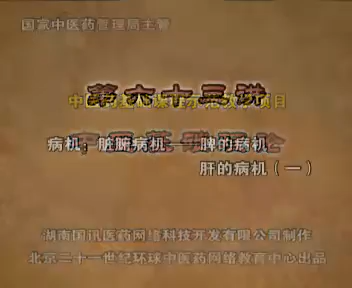 国家中医药管理局主管
第六十三讲
病机：脏腑病机——脾的病机
肝的病机（一）
湖南国讯医药网络科技开发有限公司制作
北京二十一世纪环球中医药网络教育中心出品